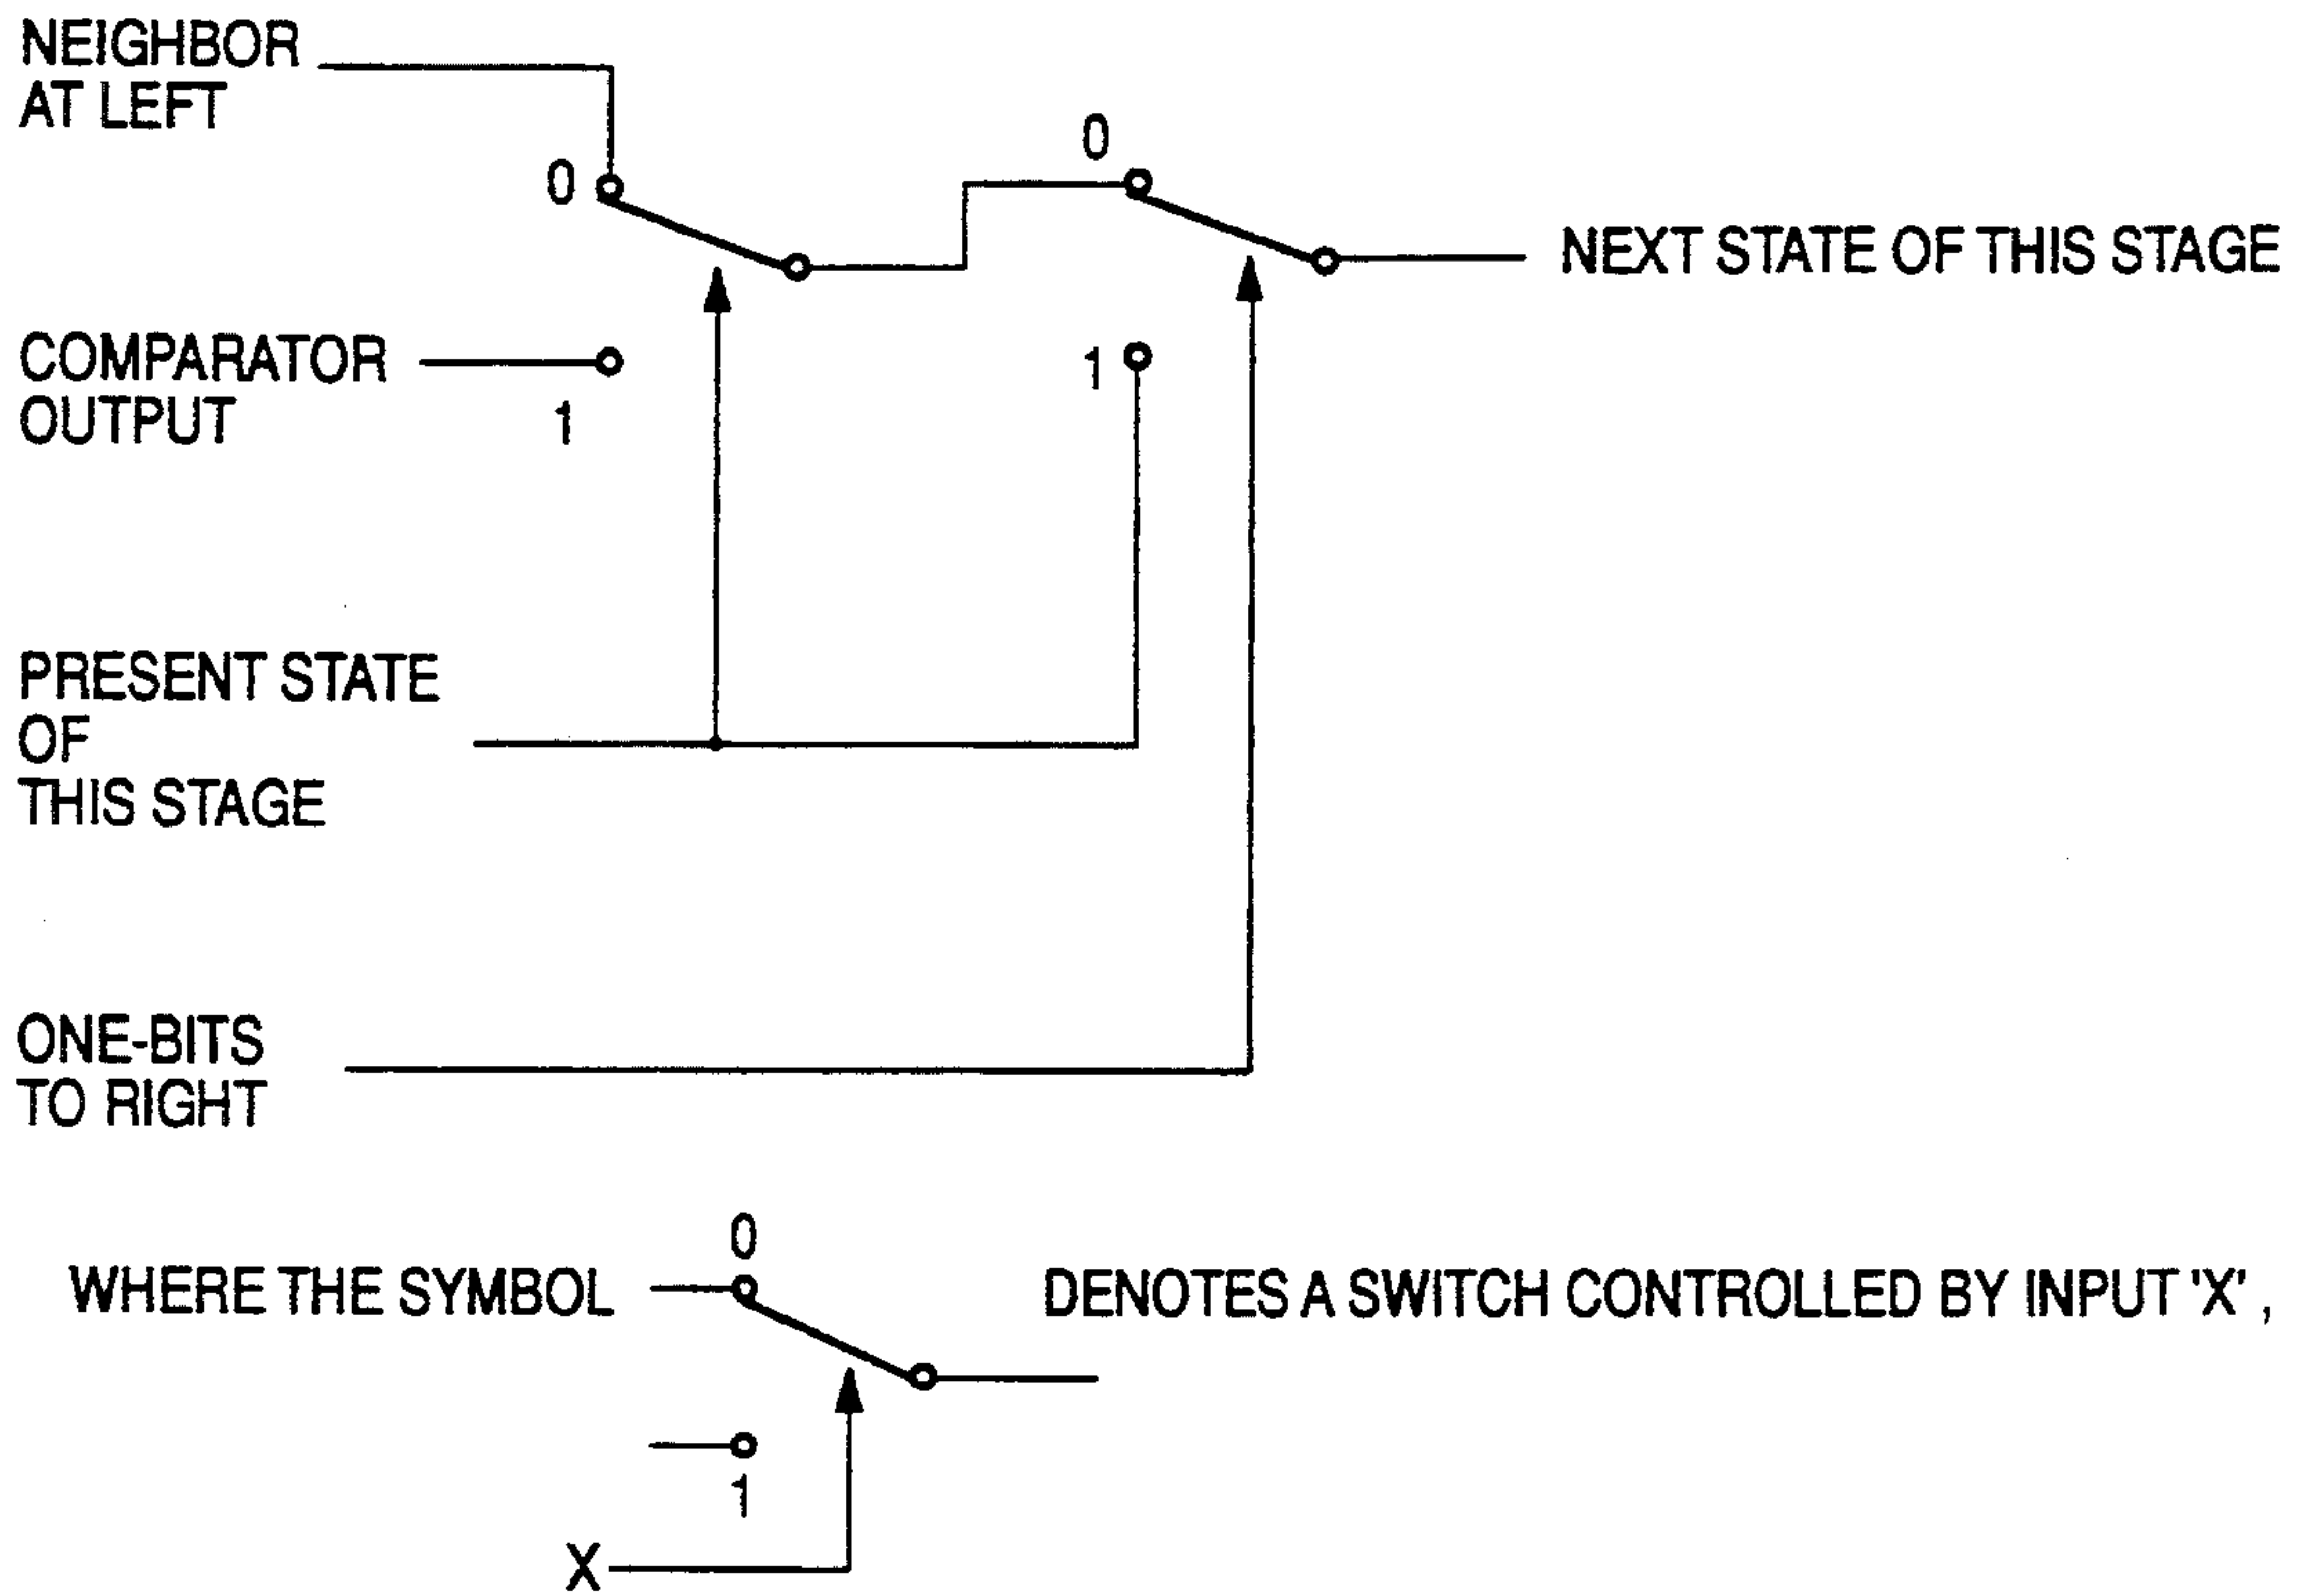 NEIGHBOR
AT LEFT
0
0
NEXT STATE OF THIS STAGE
COMPARATOR
OUTPUT
1
1
PRESENT STATE
OF
THIS STAGE
ONE-BITS
TO RIGHT
0
WHERE THE SYMBOL
DENOTES A SWITCH CONTROLLED BY INPUT 'X',
1
X